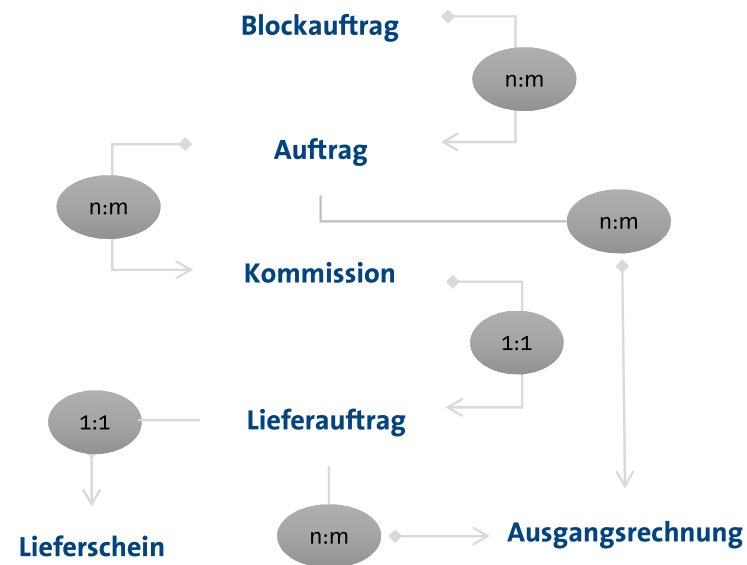 Blockauftrag
n:m
Auftrag
n:m
n:m
Kommission
1:1
Lieferauftrag
1:1
n:m
Ausgangsrechnung
Lieferschein